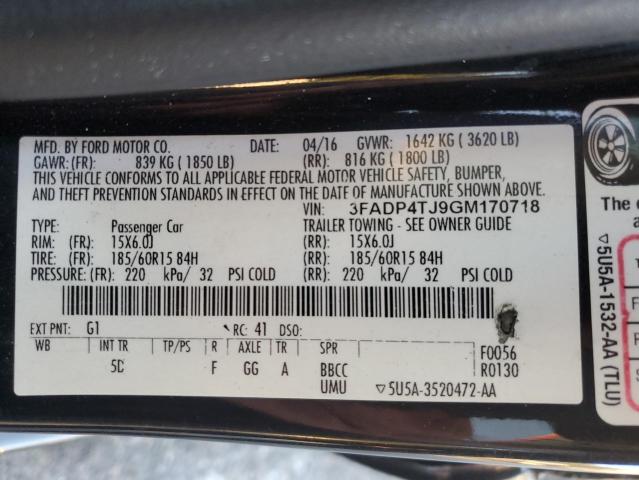 MFD. BY FORD MOTOR CO. DATE: 04/16 GVWR: 1642 KG ( 3620 LB)
GAWR: (FR): 839 KG ( 1850 LB) (RR): 816 KG ( 1800 LB)
THIS VEHICLE CONFORMS TO ALL APPLICABLE FEDERAL MOTOR VEHICLE SAFETY, BUMPER,
AND THEFT PREVENTION STANDARDS IN EFFECT ON THE DATE OF MANUFACTURE SHOWN ABOVE.
VIN: 3FADP4TJ9GM170718
TYPE: Passenger Car TRAILER TOWING - SEE OWNER GUIDE
RIM: (FR): 15X6.0J (RR): 15X6.0J
TIRE: (FR): 185/60R15 84H (RR): 185/60R15 84H
PRESSURE: (FR): 220 kPa/ 32 PSI COLD (RR): 220 kPa/ 32 PSI COLD
EXT PNT: G1 RC: 41 DSO:
WB INT TR TP/PS R AXLE TR SPR F0056
5D F GG A BBCC R0130
UMU ▽5U5A-3520472-AA
The
▽5U5A-1532-AA (TLU)